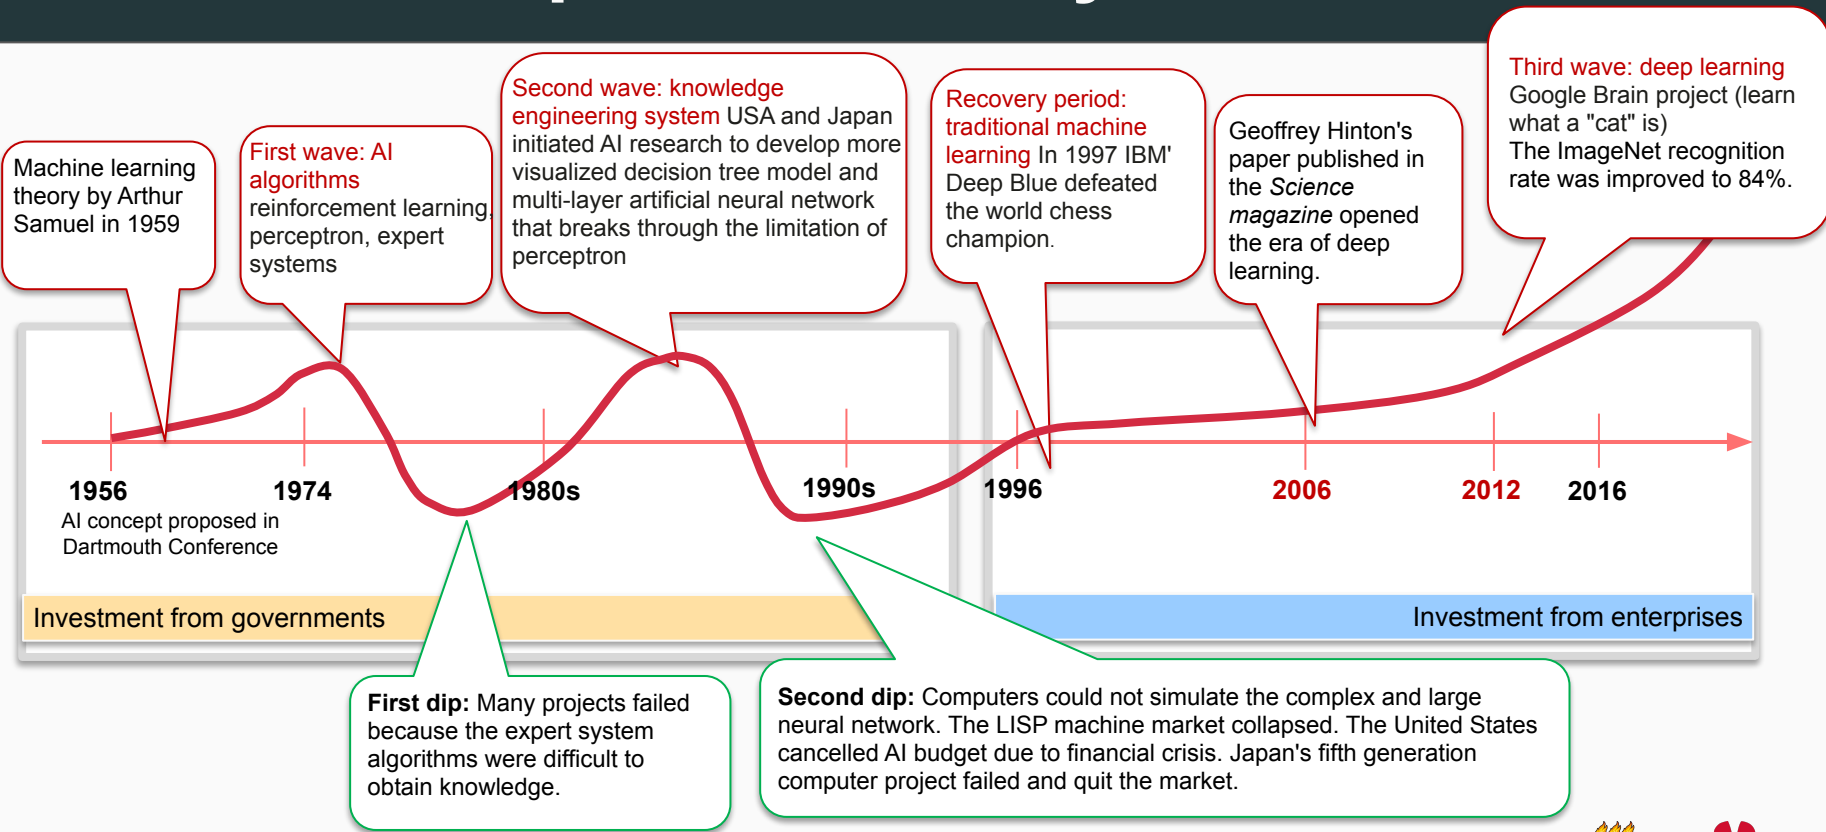 Machine learning
theory by Arthur
Samuel in 1959
First wave: AI
algorithms
reinforcement learning,
perceptron, expert
systems
Second wave: knowledge
engineering system USA and Japan
initiated AI research to develop more
visualized decision tree model and
multi-layer artificial neural network
that breaks through the limitation of
perceptron
Recovery period:
traditional machine
learning In 1997 IBM'
Deep Blue defeated
the world chess
champion.
Geoffrey Hinton's
paper published in
the Science
magazine opened
the era of deep
learning.
Third wave: deep learning
Google Brain project (learn
what a "cat" is)
The ImageNet recognition
rate was improved to 84%.
1956
AI concept proposed in
Dartmouth Conference
1974
1980s
1990s
1996
2006
2012
2016
Investment from governments
Investment from enterprises
First dip: Many projects failed
because the expert system
algorithms were difficult to
obtain knowledge.
Second dip: Computers could not simulate the complex and large
neural network. The LISP machine market collapsed. The United States
cancelled AI budget due to financial crisis. Japan's fifth generation
computer project failed and quit the market.